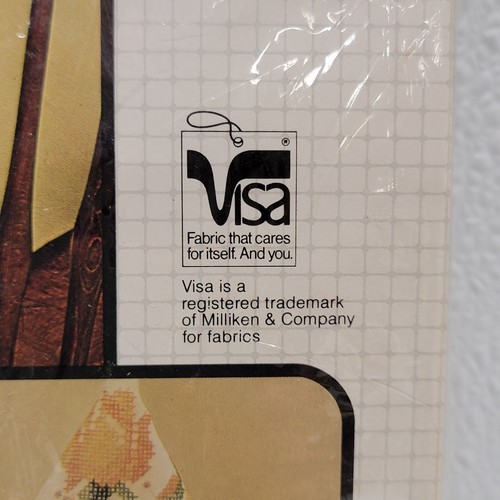 ®
Visa
Fabric that cares
for itself. And you.
Visa is a
registered trademark
of Milliken & Company
for fabrics